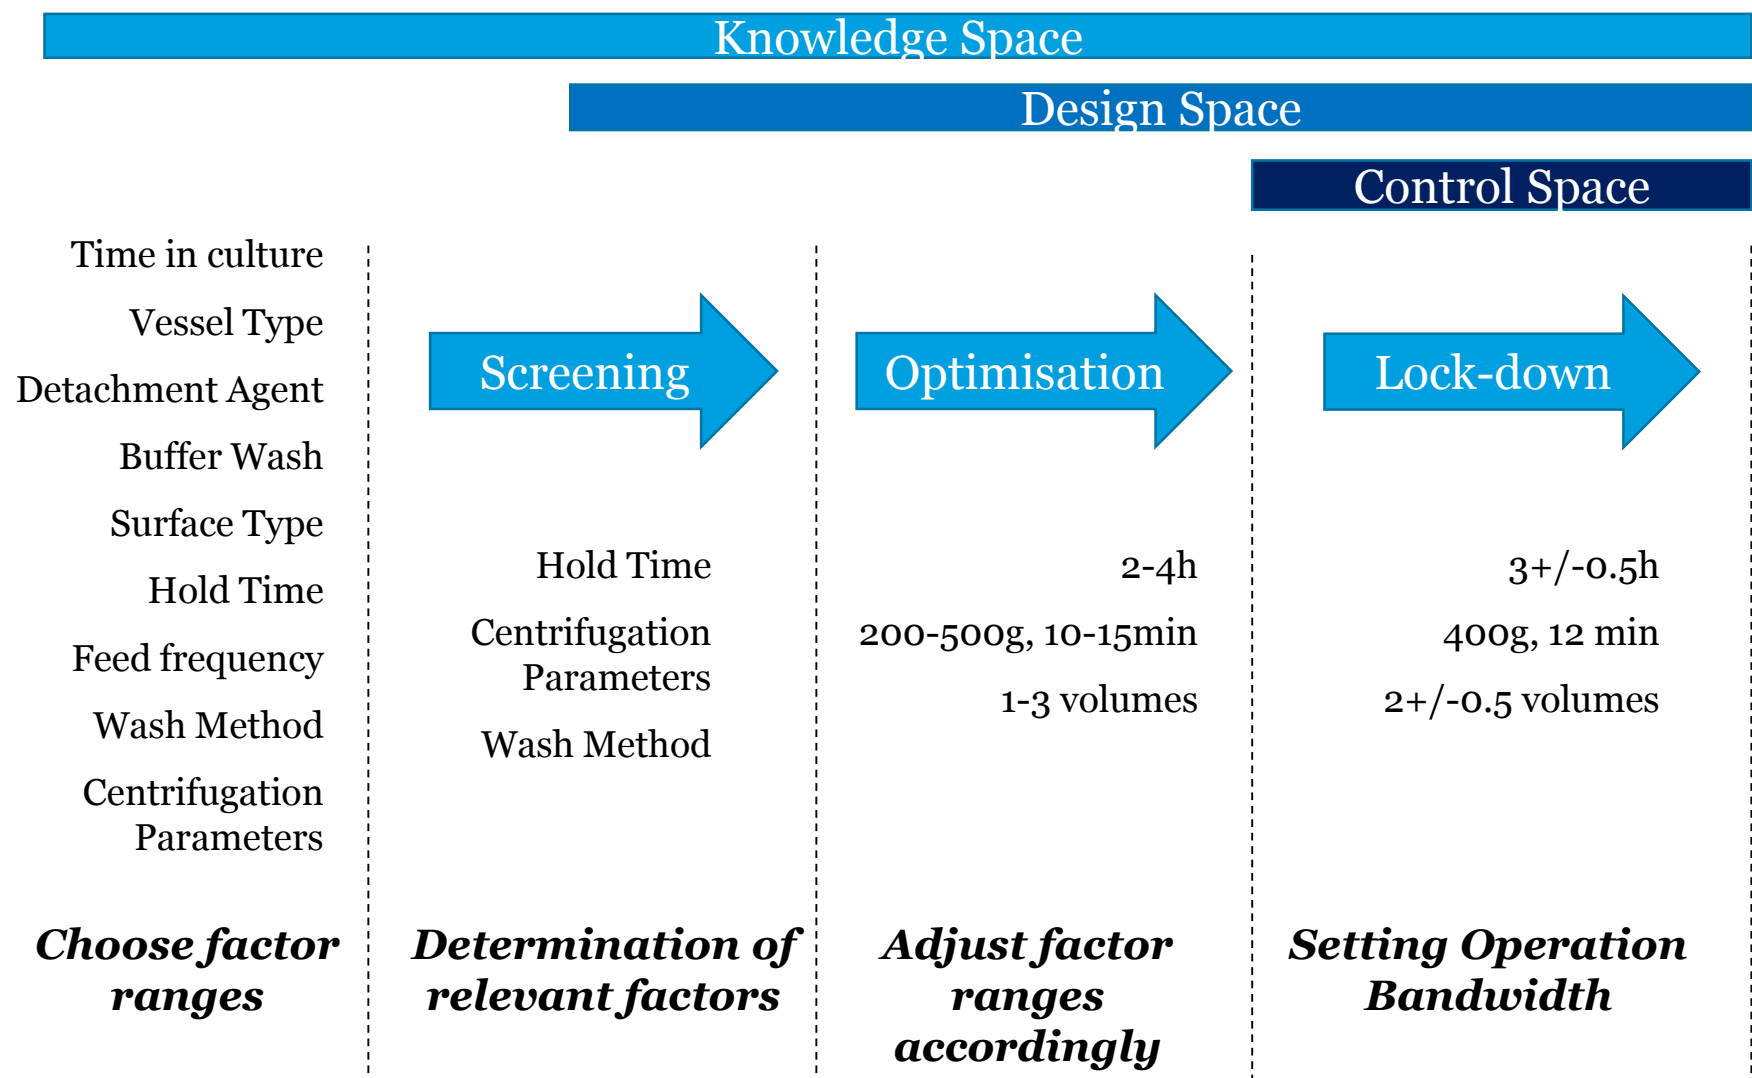 Knowledge Space
Design Space
Control Space
Time in culture
Vessel Type
Detachment Agent
Buffer Wash
Surface Type
Hold Time
Feed frequency
Wash Method
Centrifugation
Parameters
Choose factor
ranges
Screening
Hold Time
Centrifugation
Parameters
Wash Method
Determination of
relevant factors
Optimisation
2-4h
200-500g, 10-15min
1-3 volumes
Adjust factor
ranges
accordingly
Lock-down
3+/-0.5h
400g, 12 min
2+/-0.5 volumes
Setting Operation
Bandwidth